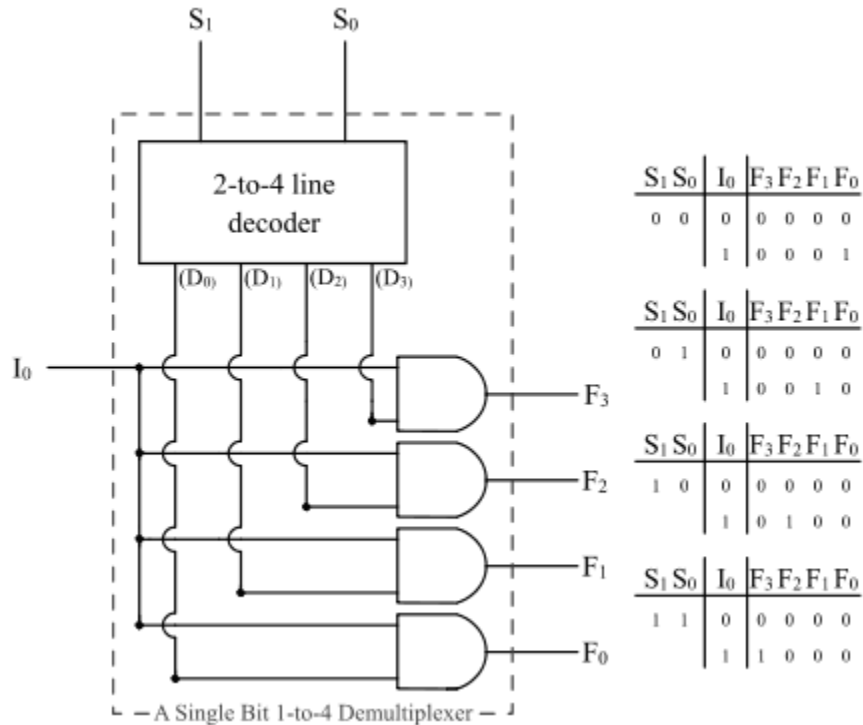 S₁ S₀
2-to-4 line
decoder
(D₀) (D₁) (D₂) (D₃)
I₀
F₃
F₂
F₁
F₀
A Single Bit 1-to-4 Demultiplexer
S₁ S₀ I₀ F₃ F₂ F₁ F₀
0 0 0 0 0 0 0
1 0 0 0 1
S₁ S₀ I₀ F₃ F₂ F₁ F₀
0 1 0 0 0 0 0
1 0 0 1 0
S₁ S₀ I₀ F₃ F₂ F₁ F₀
1 0 0 0 0 0 0
1 0 1 0 0
S₁ S₀ I₀ F₃ F₂ F₁ F₀
1 1 0 0 0 0 0
1 1 0 0 0